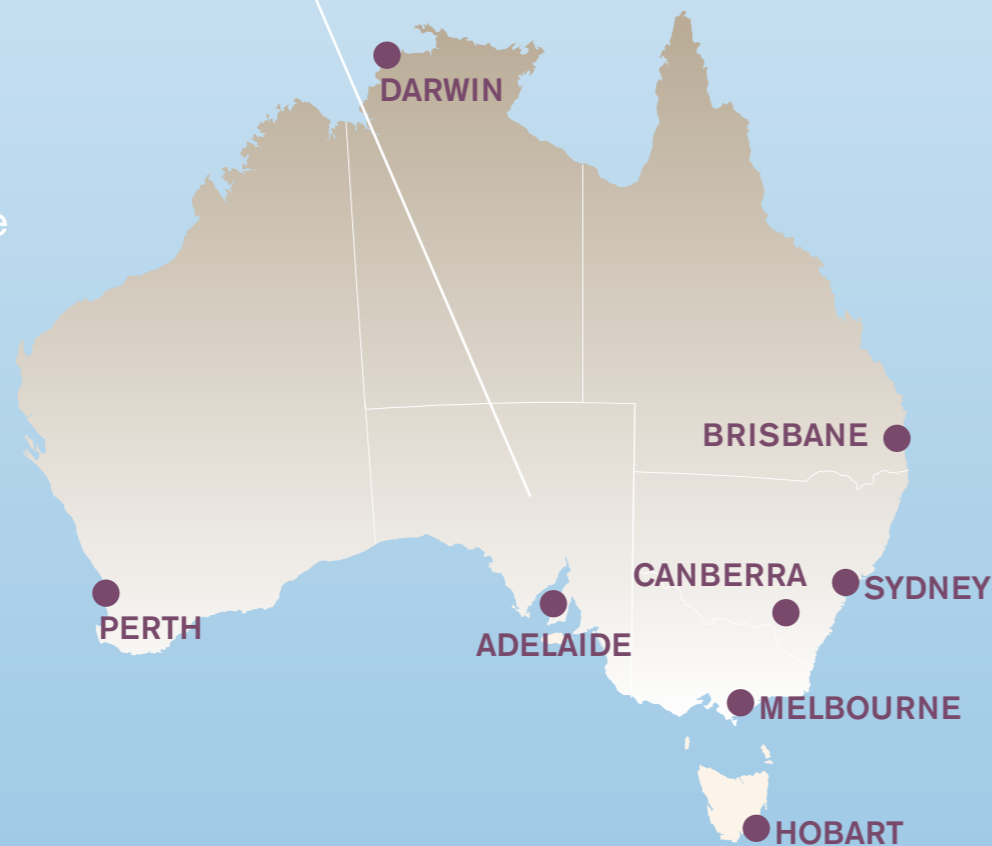 DARWIN
e
BRISBANE
CANBERRA
SYDNEY
PERTH
ADELAIDE
MELBOURNE
HOBART